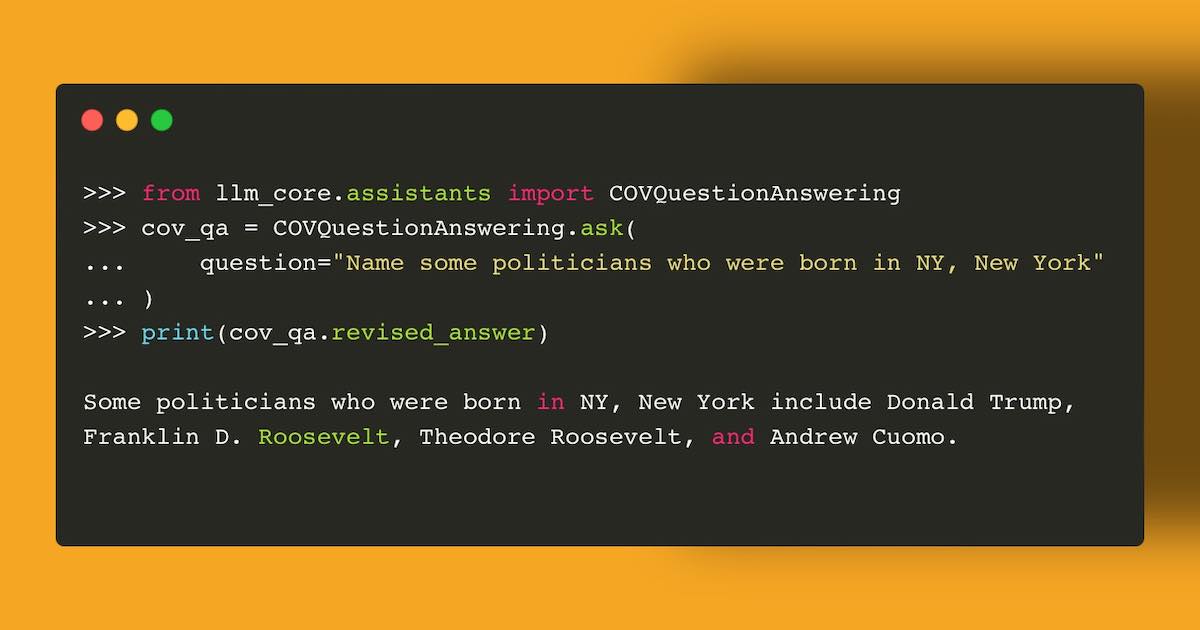 >>> from llm_core.assistants import COVQuestionAnswering
>>> cov_qa = COVQuestionAnswering.ask(
...     question="Name some politicians who were born in NY, New York"
... )
>>> print(cov_qa.revised_answer)
Some politicians who were born in NY, New York include Donald Trump,
Franklin D. Roosevelt, Theodore Roosevelt, and Andrew Cuomo.